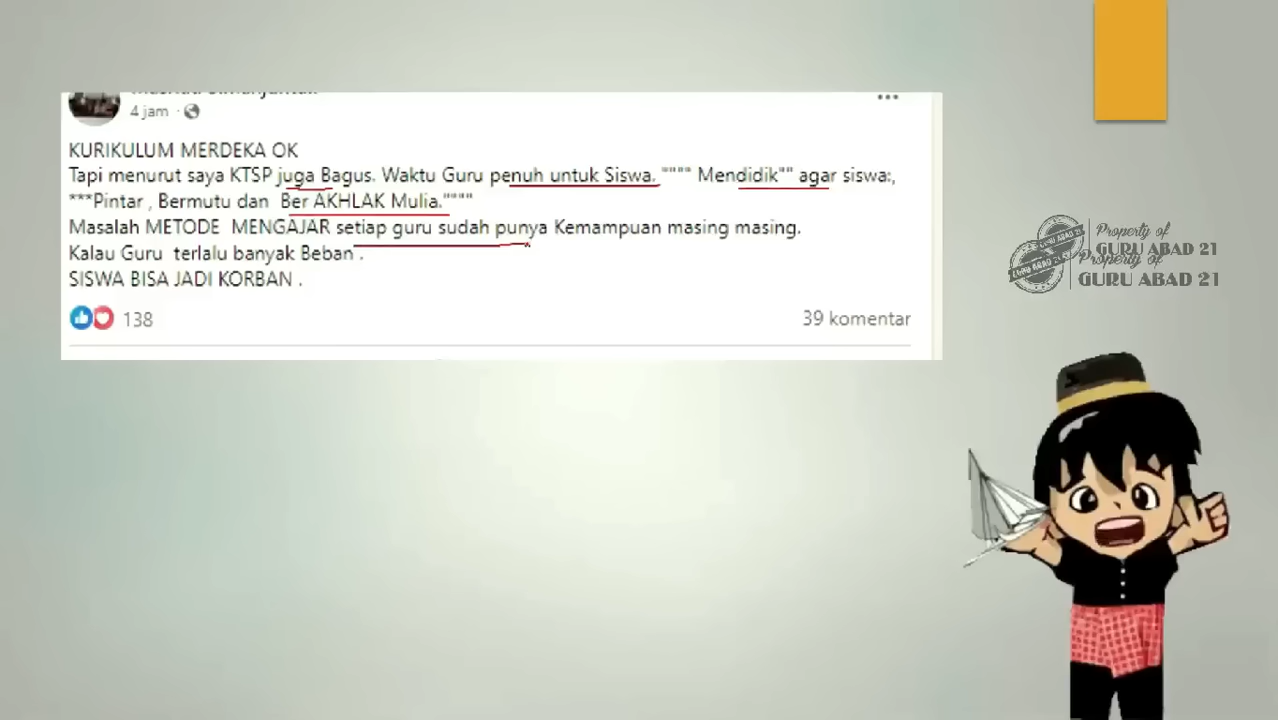 4 jam ·
KURIKULUM MERDEKA OK
Tapi menurut saya KTSP juga Bagus. Waktu Guru penuh untuk Siswa. """" Mendidik"" agar siswa:,
***Pintar , Bermutu dan Ber AKHLAK Mulia.""""
Masalah METODE MENGAJAR setiap guru sudah punya Kemampuan masing masing.
Kalau Guru terlalu banyak Beban .
SISWA BISA JADI KORBAN .
138
39 komentar
Property of
GURU ABAD 21
Property of
GURU ABAD 21